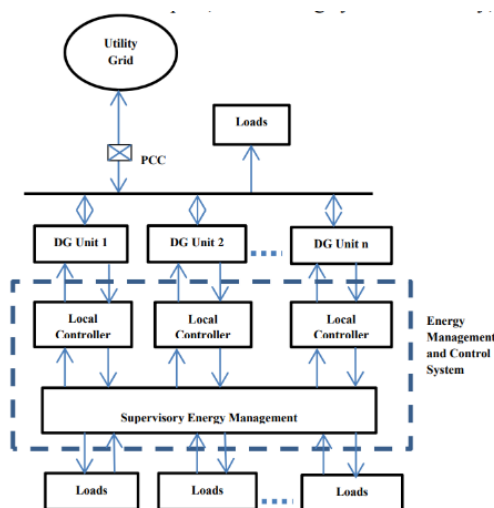 Utility
Grid
Loads
PCC
DG Unit 1
DG Unit 2
DG Unit n
Local
Controller
Local
Controller
Local
Controller
Energy
Management
and Control
System
Supervisory Energy Management
Loads
Loads
Loads